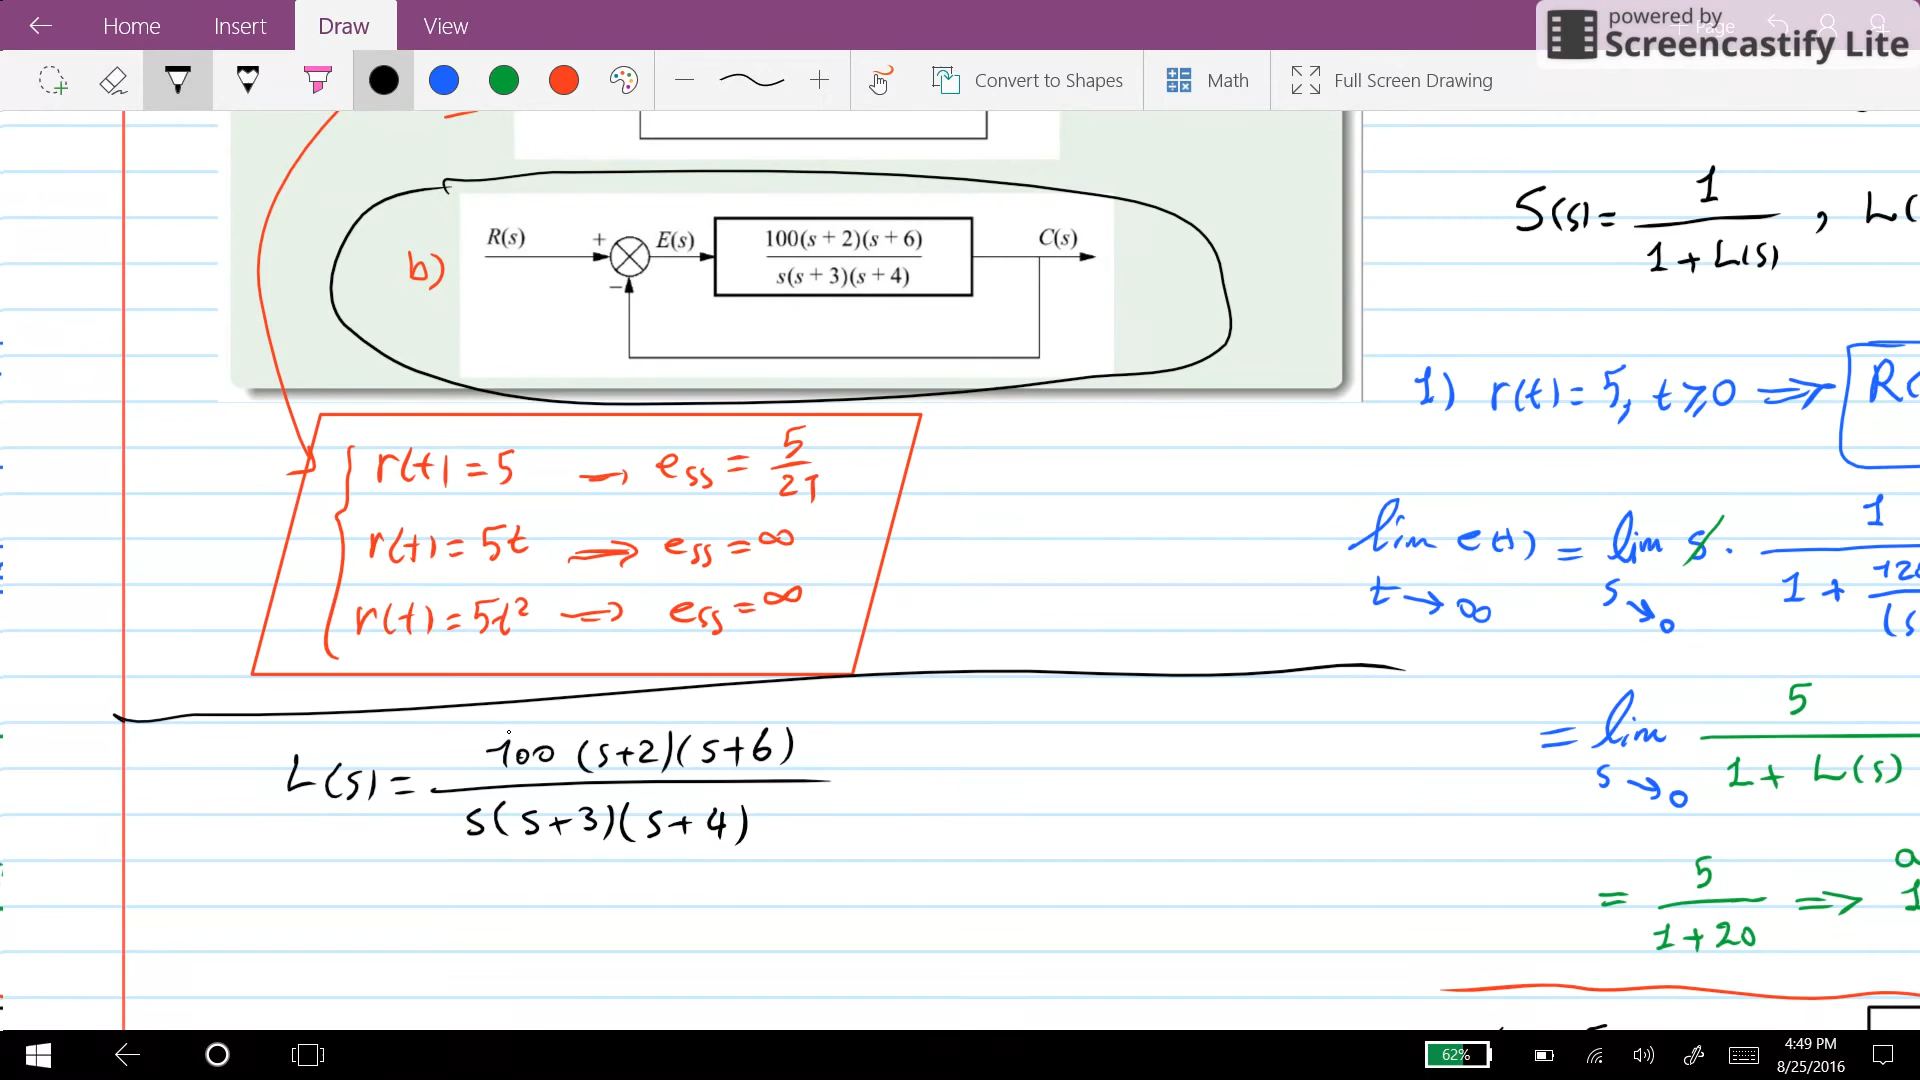 Home Insert Draw View
Page
powered by
Screencastify Lite
Convert to Shapes Math Full Screen Drawing
b)
R(s) + − E(s) C(s)
100(s + 2)(s + 6)
s(s + 3)(s + 4)
r(t) = 5 → ess = 5/21
r(t) = 5t ⟹ ess = ∞
r(t) = 5t² → ess = ∞
L(s) = 100 (s+2)(s+6)
s(s+3)(s+4)
S(s) = 1 / 1 + L(s) , L(
1) r(t) = 5, t ≥ 0 ⟹ R(
lim e(t) = lim s · 1 / 1 +
t → ∞ s → 0
= lim 5 / 1 + L(s)
s → 0
= 5 / 1 + 20 ⟹
62%
4:49 PM
8/25/2016